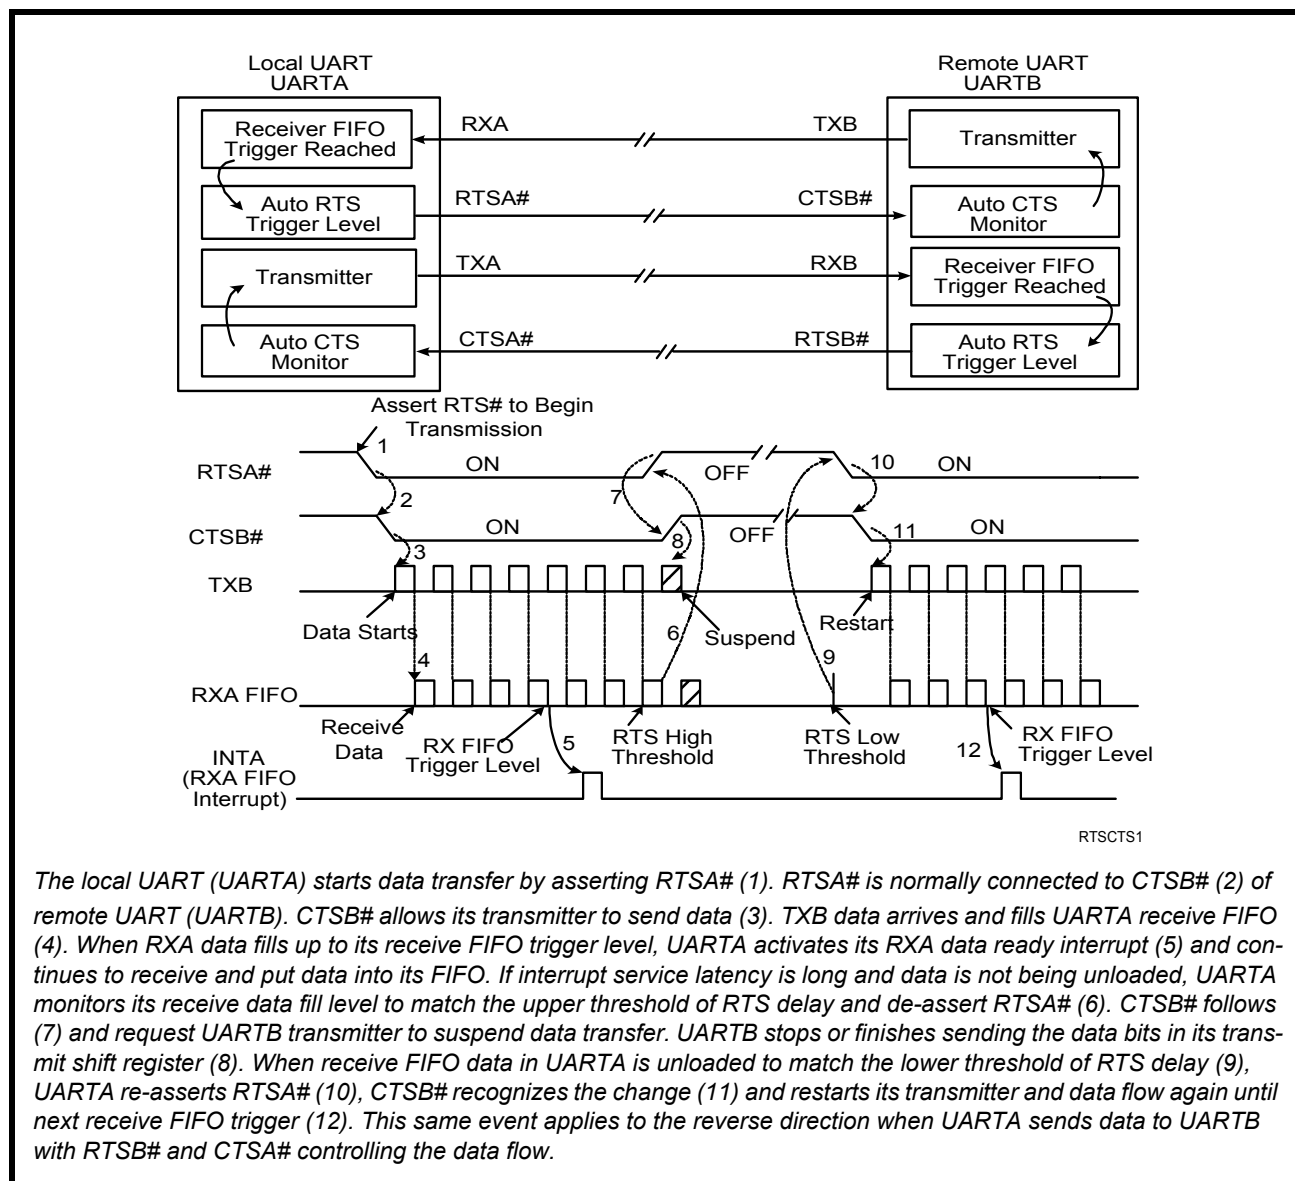 Local UART
UARTA
Remote UART
UARTB
Receiver FIFO
Trigger Reached
RXA
TXB
Transmitter
Auto RTS
Trigger Level
RTSA#
CTSB#
Auto CTS
Monitor
Transmitter
TXA
RXB
Receiver FIFO
Trigger Reached
Auto CTS
Monitor
CTSA#
RTSB#
Auto RTS
Trigger Level
Assert RTS# to Begin
Transmission
1
RTSA#
ON
7
OFF
10
ON
2
CTSB#
ON
8
OFF
11
ON
3
TXB
Data Starts
6
Suspend
Restart
4
9
RXA FIFO
Receive
Data
RX FIFO
Trigger Level
5
RTS High
Threshold
RTS Low
Threshold
12
RX FIFO
Trigger Level
INTA
(RXA FIFO
Interrupt)
RTSCTS1
The local UART (UARTA) starts data transfer by asserting RTSA# (1). RTSA# is normally connected to CTSB# (2) of
remote UART (UARTB). CTSB# allows its transmitter to send data (3). TXB data arrives and fills UARTA receive FIFO
(4). When RXA data fills up to its receive FIFO trigger level, UARTA activates its RXA data ready interrupt (5) and con-
tinues to receive and put data into its FIFO. If interrupt service latency is long and data is not being unloaded, UARTA
monitors its receive data fill level to match the upper threshold of RTS delay and de-assert RTSA# (6). CTSB# follows
(7) and request UARTB transmitter to suspend data transfer. UARTB stops or finishes sending the data bits in its trans-
mit shift register (8). When receive FIFO data in UARTA is unloaded to match the lower threshold of RTS delay (9),
UARTA re-asserts RTSA# (10), CTSB# recognizes the change (11) and restarts its transmitter and data flow again until
next receive FIFO trigger (12). This same event applies to the reverse direction when UARTA sends data to UARTB
with RTSB# and CTSA# controlling the data flow.